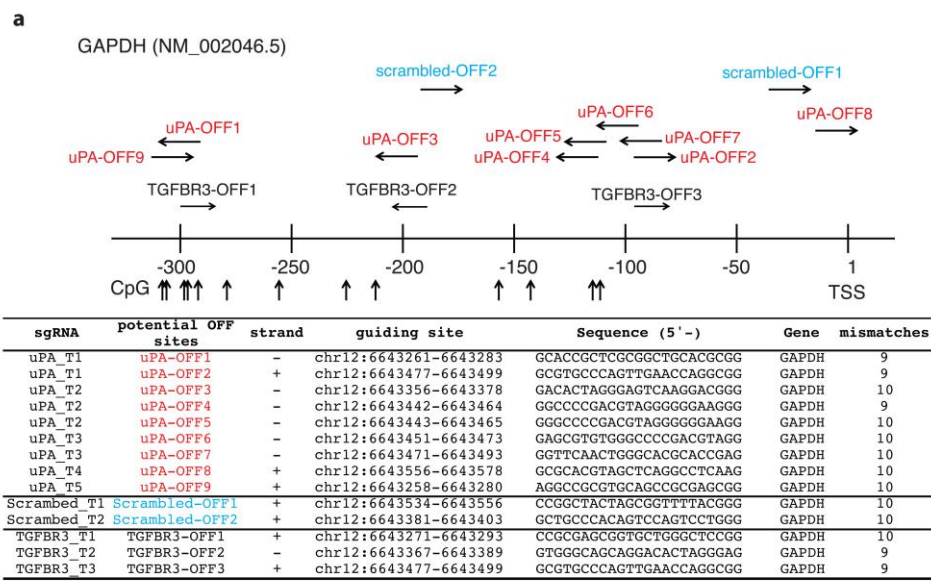 a
GAPDH (NM_002046.5)
scrambled-OFF2
scrambled-OFF1
uPA-OFF6
uPA-OFF8
uPA-OFF1
uPA-OFF3
uPA-OFF5
uPA-OFF7
uPA-OFF9
uPA-OFF4
uPA-OFF2
TGFBR3-OFF1
TGFBR3-OFF2
TGFBR3-OFF3
-300 -250 -200 -150 -100 -50 1
CpG
TSS
sgRNA potential OFF sites strand guiding site Sequence (5'-) Gene mismatches
uPA_T1 uPA-OFF1 - chr12:6643261-6643283 GCACCGCTCGCGGCTGCACGCGG GAPDH 9
uPA_T1 uPA-OFF2 + chr12:6643477-6643499 GCGTGCCCAGTTGAACCAGGCGG GAPDH 9
uPA_T2 uPA-OFF3 - chr12:6643356-6643378 GACACTAGGGAGTCAAGGACGGG GAPDH 10
uPA_T2 uPA-OFF4 - chr12:6643442-6643464 GGCCCCGACGTAGGGGGGAAGGG GAPDH 9
uPA_T2 uPA-OFF5 - chr12:6643443-6643465 GGGCCCCGACGTAGGGGGGAAGG GAPDH 10
uPA_T3 uPA-OFF6 - chr12:6643451-6643473 GAGCGTGTGGGCCCCGACGTAGG GAPDH 10
uPA_T3 uPA-OFF7 - chr12:6643471-6643493 GGTTCAACTGGGCACGCACCGAG GAPDH 10
uPA_T4 uPA-OFF8 + chr12:6643556-6643578 GCGCACGTAGCTCAGGCCTCAAG GAPDH 10
uPA_T5 uPA-OFF9 + chr12:6643258-6643280 AGGCCGCGTGCAGCCGCGAGCGG GAPDH 10
Scrambed_T1 Scrambled-OFF1 + chr12:6643534-6643556 CCGGCTACTAGCGGTTTTACGGG GAPDH 10
Scrambed_T2 Scrambled-OFF2 + chr12:6643381-6643403 GCTGCCCACAGTCCAGTCCTGGG GAPDH 10
TGFBR3_T1 TGFBR3-OFF1 + chr12:6643271-6643293 CCGCGAGCGGTGCTGGGCTCCGG GAPDH 10
TGFBR3_T2 TGFBR3-OFF2 - chr12:6643367-6643389 GTGGGCAGCAGGACACTAGGGAG GAPDH 9
TGFBR3_T3 TGFBR3-OFF3 + chr12:6643477-6643499 GCGTGCCCAGTTGAACCAGGCGG GAPDH 9